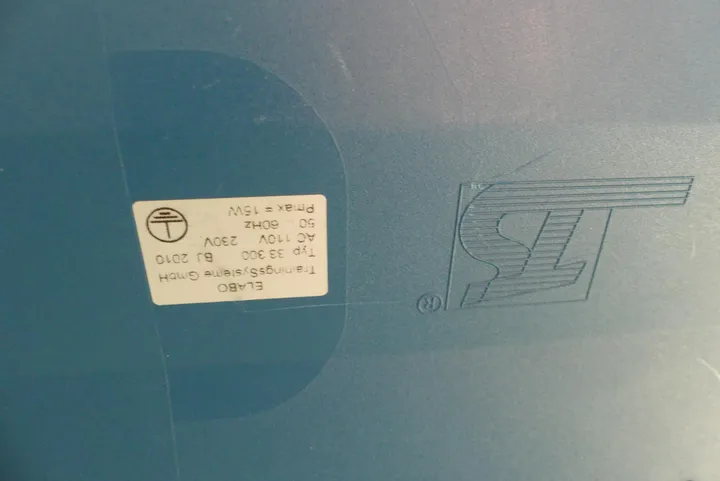 ELABO
TrainingsSysteme GmbH
Typ 33 300 BJ 2010
AC 110V 230V
50 60Hz
Pmax = 15W
®